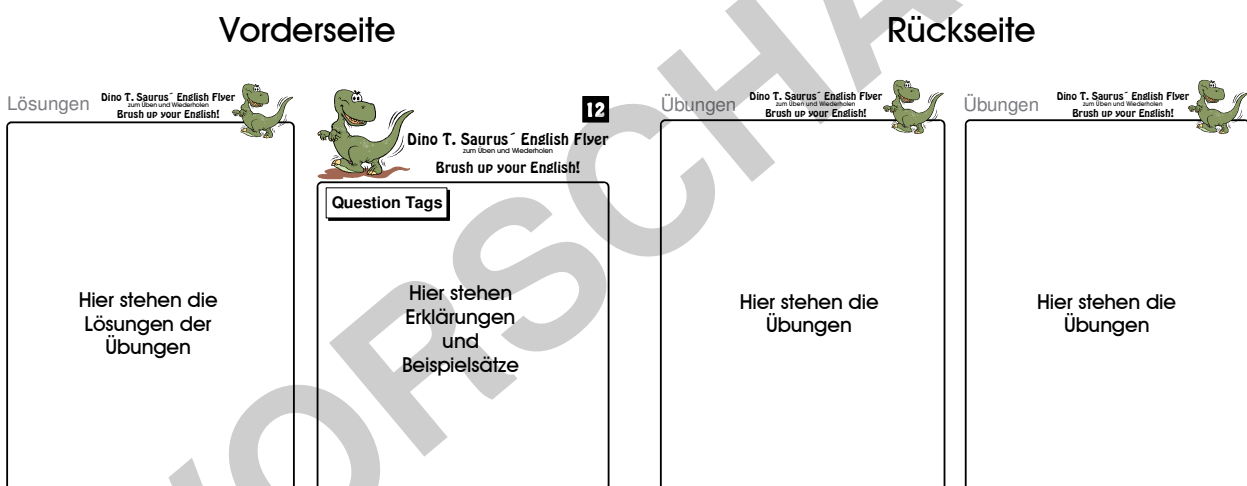 Vorderseite
Rückseite
Lösungen
Dino T. Saurus´ English Flyer
zum Üben und Wiederholen
Brush up your English!
Hier stehen die
Lösungen der
Übungen
12
Dino T. Saurus´ English Flyer
zum Üben und Wiederholen
Brush up your English!
Question Tags
Hier stehen
Erklärungen
und
Beispielsätze
Übungen
Dino T. Saurus´ English Flyer
zum Üben und Wiederholen
Brush up your English!
Hier stehen die
Übungen
Übungen
Dino T. Saurus´ English Flyer
zum Üben und Wiederholen
Brush up your English!
Hier stehen die
Übungen
VORSCHA